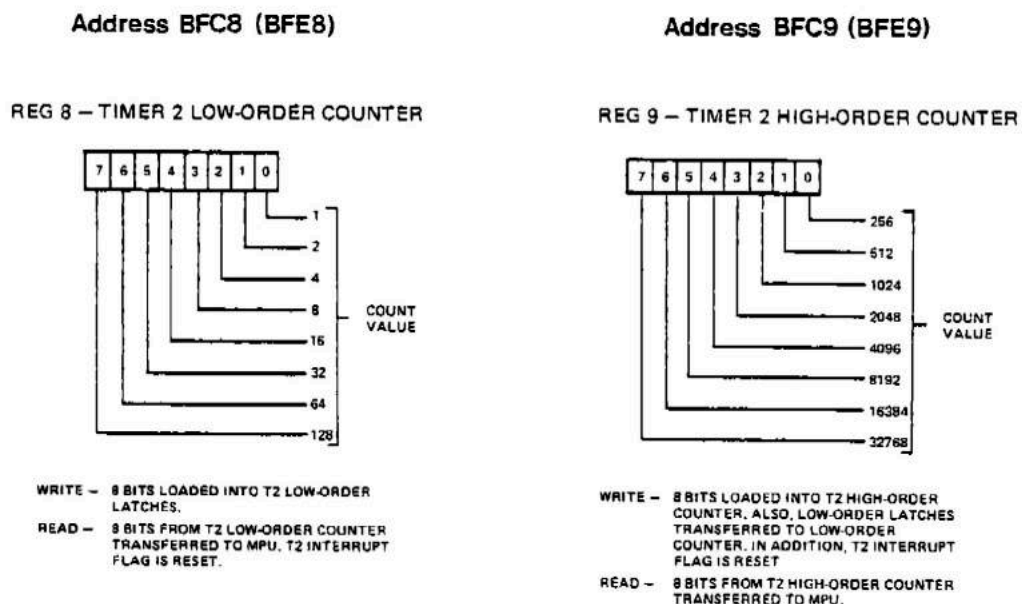 Address BFC8 (BFE8)
REG 8 – TIMER 2 LOW-ORDER COUNTER
7 6 5 4 3 2 1 0
1
2
4
8
16
32
64
128
COUNT
VALUE
WRITE – 8 BITS LOADED INTO T2 LOW-ORDER
LATCHES.
READ – 8 BITS FROM T2 LOW-ORDER COUNTER
TRANSFERRED TO MPU. T2 INTERRUPT
FLAG IS RESET.
Address BFC9 (BFE9)
REG 9 – TIMER 2 HIGH-ORDER COUNTER
7 6 5 4 3 2 1 0
256
512
1024
2048
4096
8192
16384
32768
COUNT
VALUE
WRITE – 8 BITS LOADED INTO T2 HIGH-ORDER
COUNTER. ALSO, LOW-ORDER LATCHES
TRANSFERRED TO LOW-ORDER
COUNTER. IN ADDITION, T2 INTERRUPT
FLAG IS RESET
READ – 8 BITS FROM T2 HIGH-ORDER COUNTER
TRANSFERRED TO MPU.